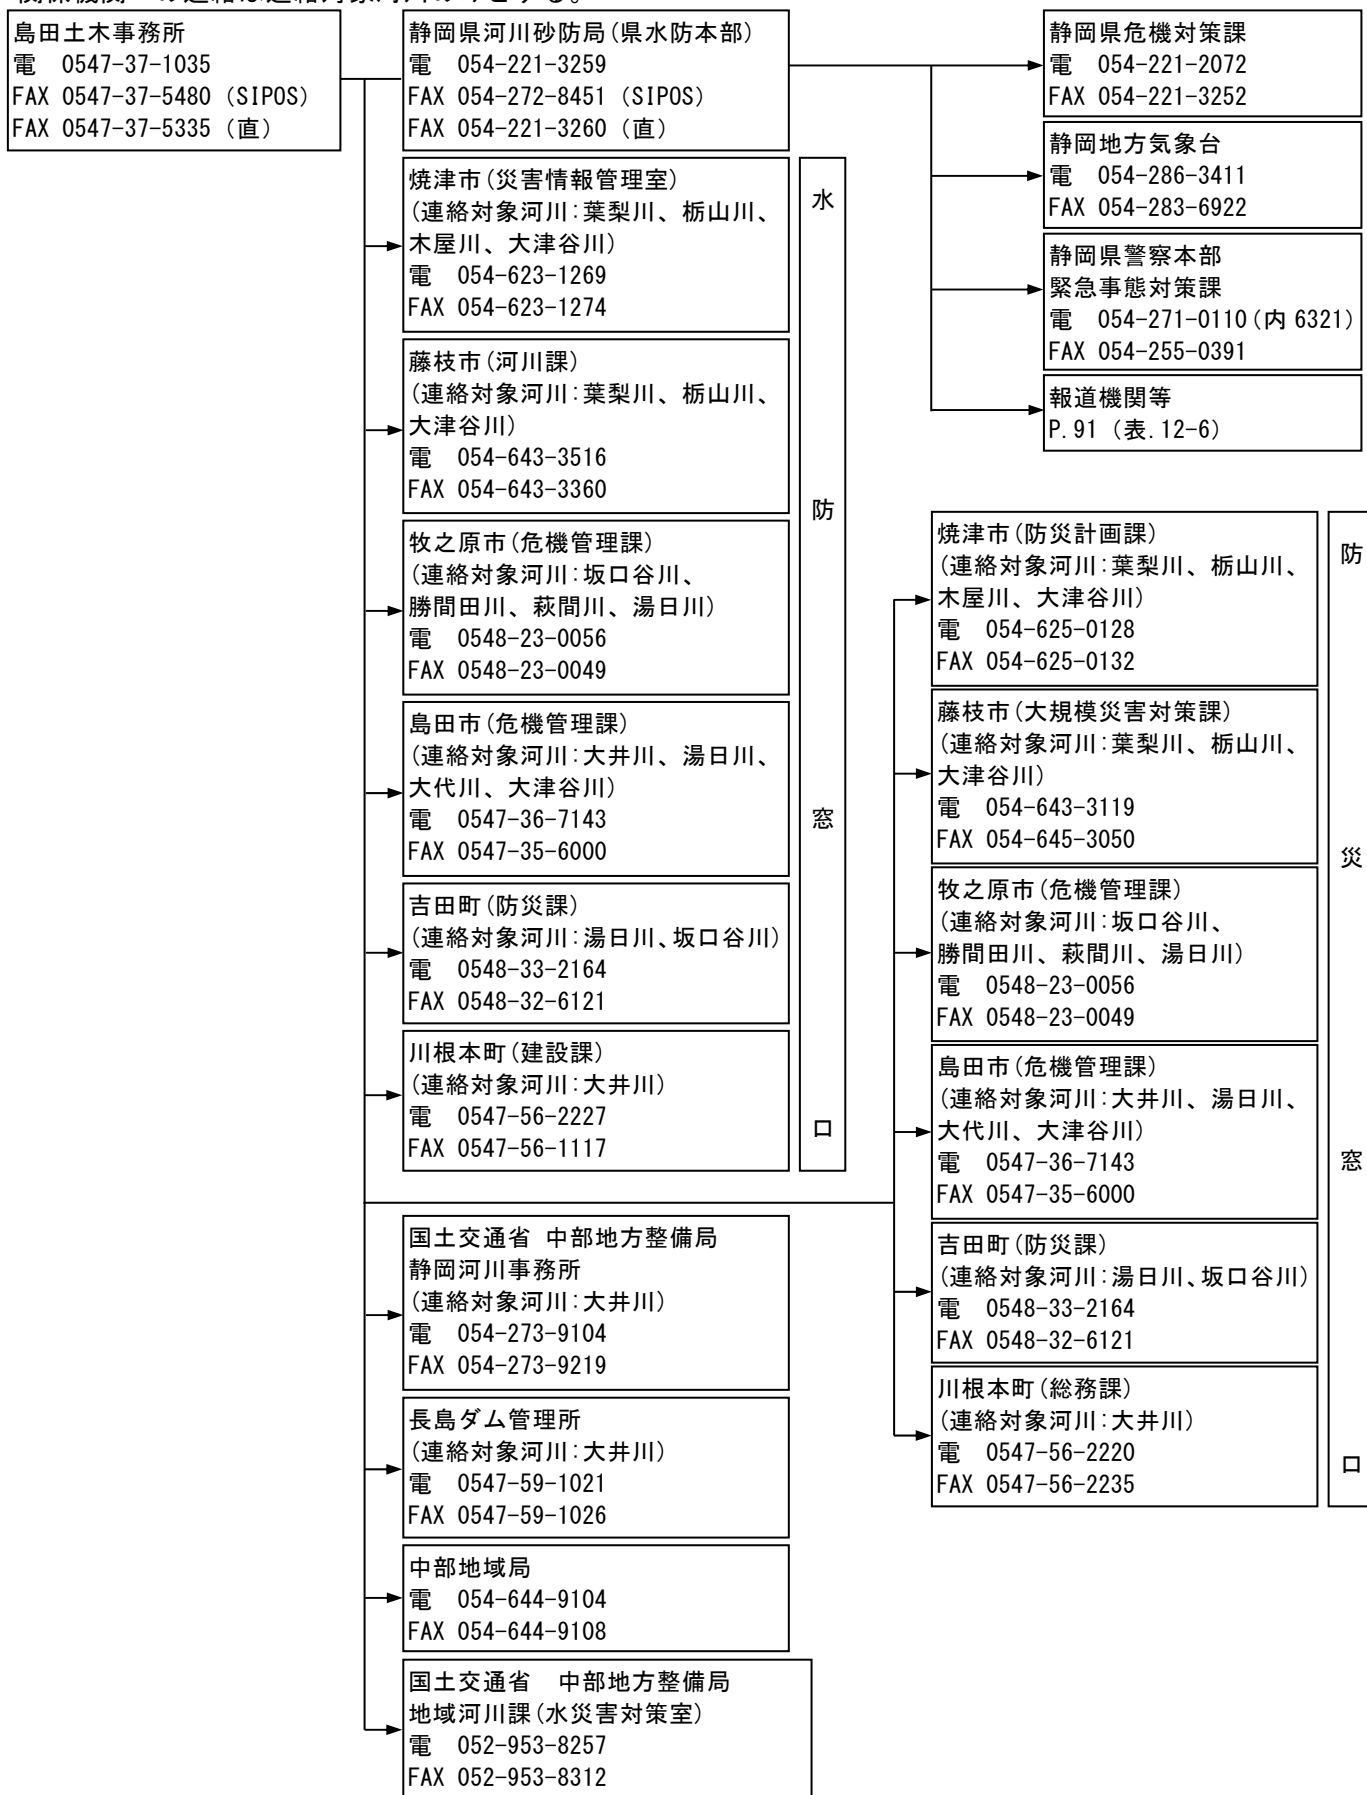 島田土木事務所
電　0547-37-1035
FAX 0547-37-5480 (SIPOS)
FAX 0547-37-5335 (直)
静岡県河川砂防局(県水防本部)
電　054-221-3259
FAX 054-272-8451 (SIPOS)
FAX 054-221-3260 (直)
静岡県危機対策課
電　054-221-2072
FAX 054-221-3252
静岡地方気象台
電　054-286-3411
FAX 054-283-6922
静岡県警察本部
緊急事態対策課
電　054-271-0110(内 6321)
FAX 054-255-0391
報道機関等
P.91 (表.12-6)
焼津市(災害情報管理室)
(連絡対象河川:葉梨川、栃山川、
木屋川、大津谷川)
電　054-623-1269
FAX 054-623-1274
藤枝市(河川課)
(連絡対象河川:葉梨川、栃山川、
大津谷川)
電　054-643-3516
FAX 054-643-3360
牧之原市(危機管理課)
(連絡対象河川:坂口谷川、
勝間田川、萩間川、湯日川)
電　0548-23-0056
FAX 0548-23-0049
島田市(危機管理課)
(連絡対象河川:大井川、湯日川、
大代川、大津谷川)
電　0547-36-7143
FAX 0547-35-6000
吉田町(防災課)
(連絡対象河川:湯日川、坂口谷川)
電　0548-33-2164
FAX 0548-32-6121
川根本町(建設課)
(連絡対象河川:大井川)
電　0547-56-2227
FAX 0547-56-1117
水防窓口
国土交通省 中部地方整備局
静岡河川事務所
(連絡対象河川:大井川)
電　054-273-9104
FAX 054-273-9219
長島ダム管理所
(連絡対象河川:大井川)
電　0547-59-1021
FAX 0547-59-1026
中部地域局
電　054-644-9104
FAX 054-644-9108
国土交通省　中部地方整備局
地域河川課(水災害対策室)
電　052-953-8257
FAX 052-953-8312
焼津市(防災計画課)
(連絡対象河川:葉梨川、栃山川、
木屋川、大津谷川)
電　054-625-0128
FAX 054-625-0132
藤枝市(大規模災害対策課)
(連絡対象河川:葉梨川、栃山川、
大津谷川)
電　054-643-3119
FAX 054-645-3050
牧之原市(危機管理課)
(連絡対象河川:坂口谷川、
勝間田川、萩間川、湯日川)
電　0548-23-0056
FAX 0548-23-0049
島田市(危機管理課)
(連絡対象河川:大井川、湯日川、
大代川、大津谷川)
電　0547-36-7143
FAX 0547-35-6000
吉田町(防災課)
(連絡対象河川:湯日川、坂口谷川)
電　0548-33-2164
FAX 0548-32-6121
川根本町(総務課)
(連絡対象河川:大井川)
電　0547-56-2220
FAX 0547-56-2235
防災窓口